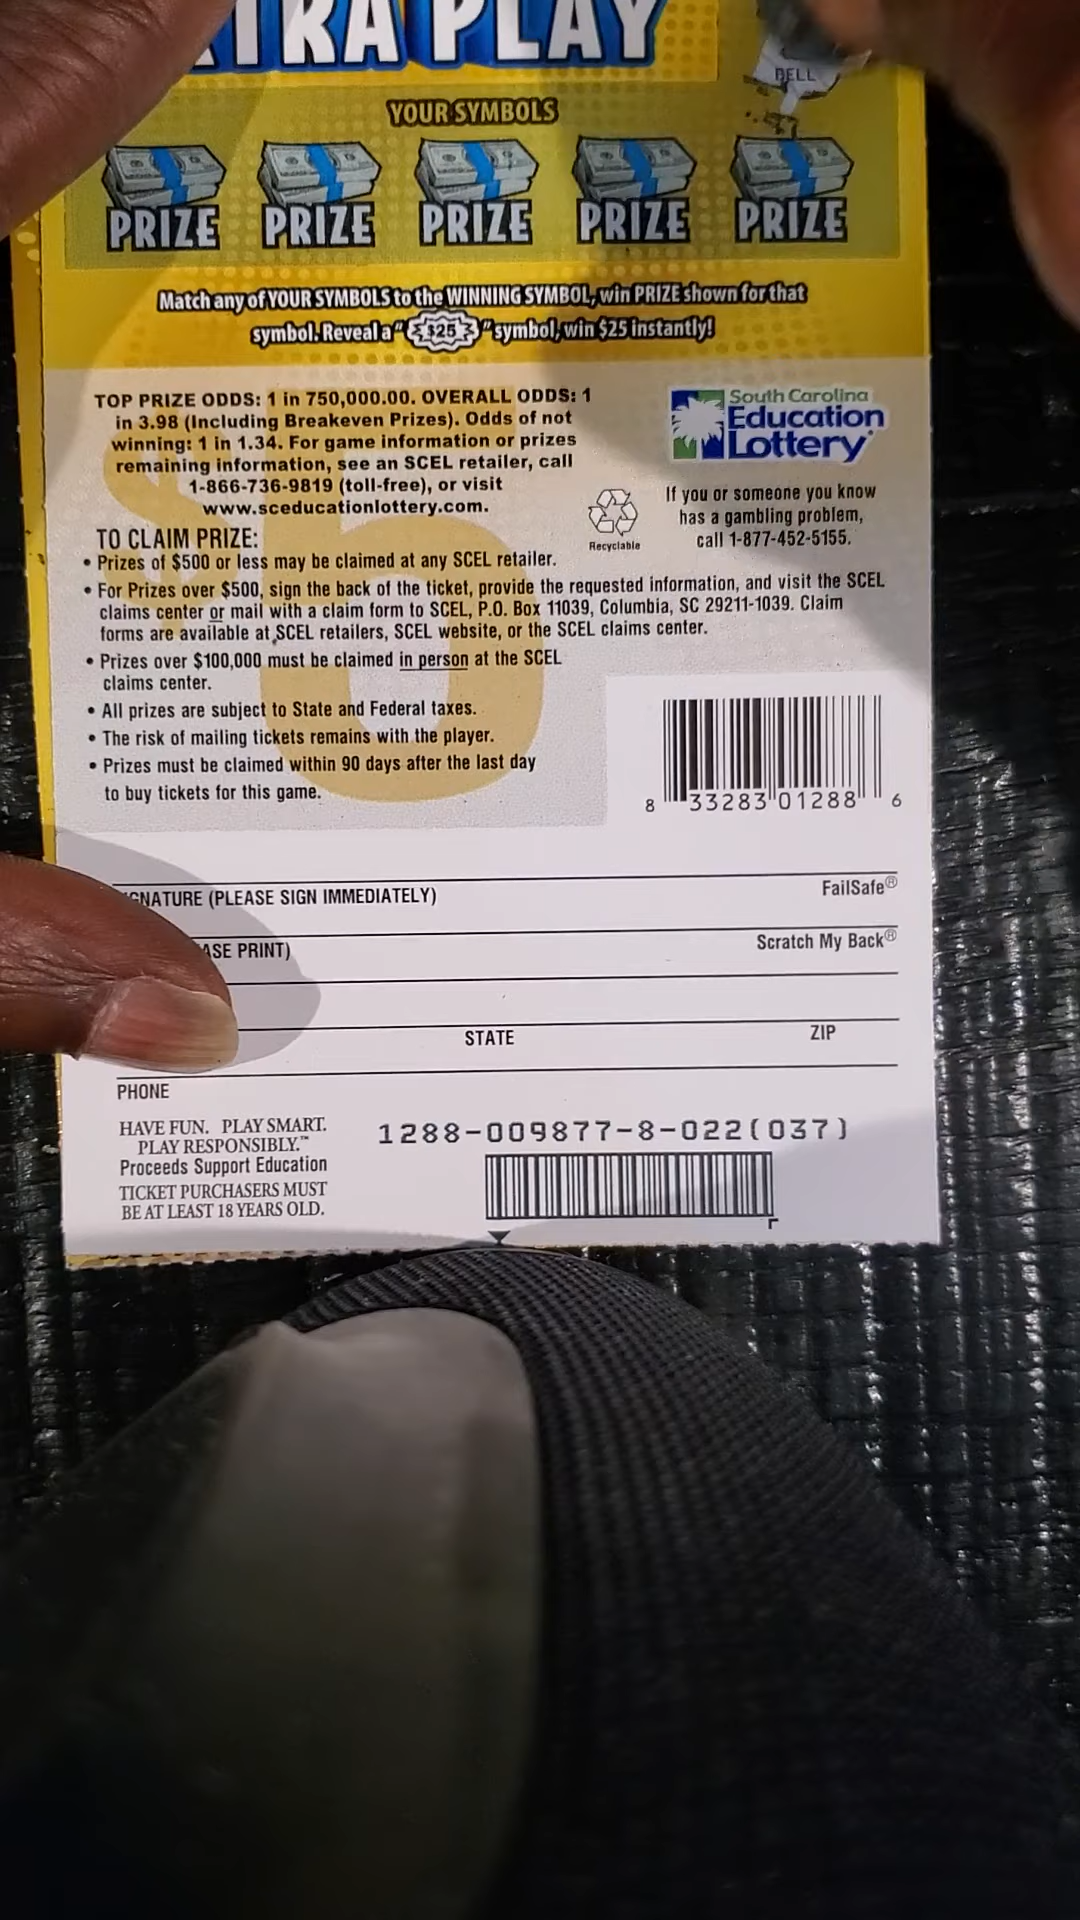 TRA PLAY
BELL
YOUR SYMBOLS
PRIZE PRIZE PRIZE PRIZE PRIZE
Match any of YOUR SYMBOLS to the WINNING SYMBOL, win PRIZE shown for that
symbol. Reveal a "$25" symbol, win $25 instantly!
TOP PRIZE ODDS: 1 in 750,000.00. OVERALL ODDS: 1
in 3.98 (Including Breakeven Prizes). Odds of not
winning: 1 in 1.34. For game information or prizes
remaining information, see an SCEL retailer, call
1-866-736-9819 (toll-free), or visit
www.sceducationlottery.com.
South Carolina
Education
Lottery
Recyclable
If you or someone you know
has a gambling problem,
call 1-877-452-5155.
$5
TO CLAIM PRIZE:
• Prizes of $500 or less may be claimed at any SCEL retailer.
• For Prizes over $500, sign the back of the ticket, provide the requested information, and visit the SCEL
claims center or mail with a claim form to SCEL, P.O. Box 11039, Columbia, SC 29211-1039. Claim
forms are available at SCEL retailers, SCEL website, or the SCEL claims center.
• Prizes over $100,000 must be claimed in person at the SCEL
claims center.
• All prizes are subject to State and Federal taxes.
• The risk of mailing tickets remains with the player.
• Prizes must be claimed within 90 days after the last day
to buy tickets for this game.
8 33283 01288 6
GNATURE (PLEASE SIGN IMMEDIATELY)
FailSafe®
ASE PRINT)
Scratch My Back®
STATE
ZIP
PHONE
HAVE FUN. PLAY SMART.
PLAY RESPONSIBLY.™
Proceeds Support Education
TICKET PURCHASERS MUST
BE AT LEAST 18 YEARS OLD.
1288-009877-8-022(037)